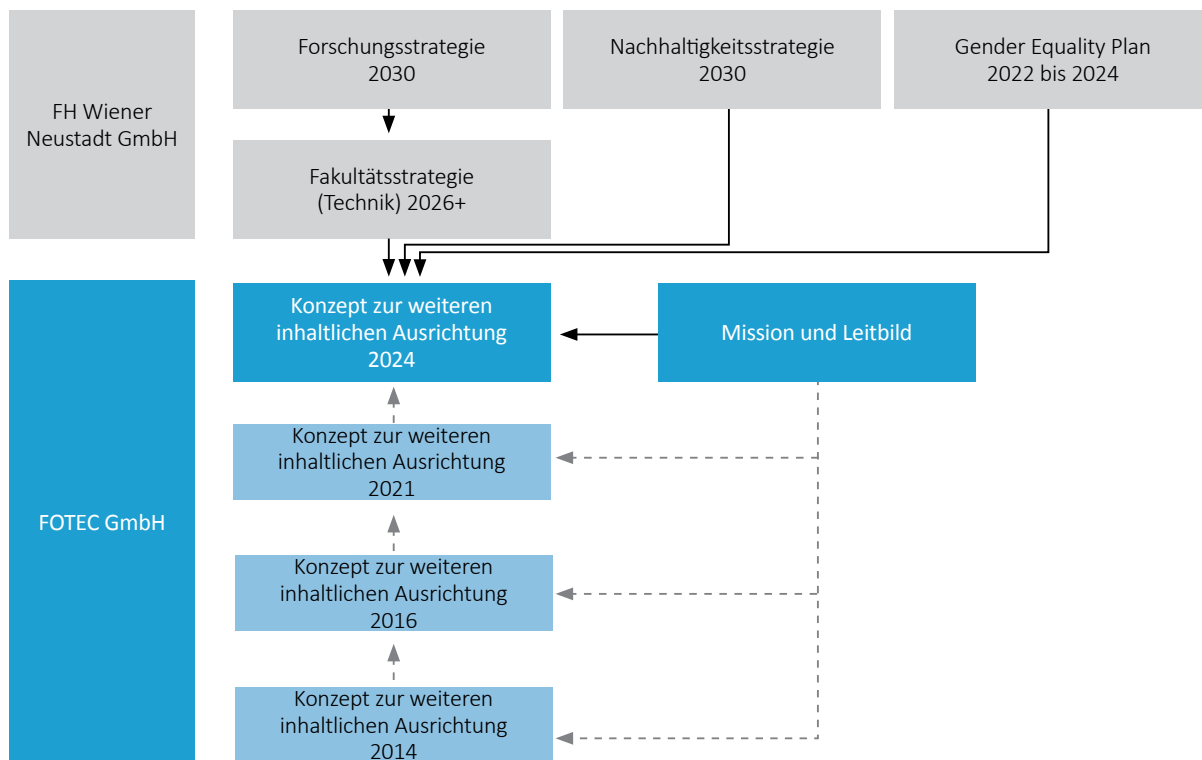 FH Wiener
Neustadt GmbH
Forschungsstrategie
2030
Nachhaltigkeitsstrategie
2030
Gender Equality Plan
2022 bis 2024
Fakultätsstrategie
(Technik) 2026+
FOTEC GmbH
Konzept zur weiteren
inhaltlichen Ausrichtung
2024
Mission und Leitbild
Konzept zur weiteren
inhaltlichen Ausrichtung
2021
Konzept zur weiteren
inhaltlichen Ausrichtung
2016
Konzept zur weiteren
inhaltlichen Ausrichtung
2014